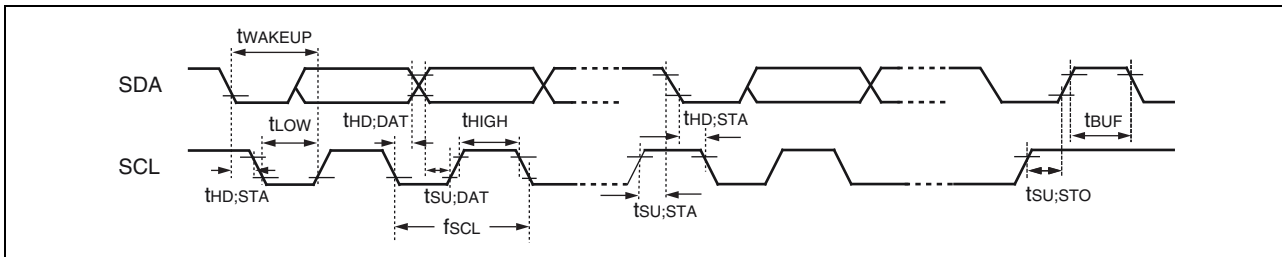 tWAKEUP
SDA
tLOW
tHD;DAT
tHIGH
tHD;STA
tBUF
SCL
tHD;STA
tSU;DAT
tSU;STA
tSU;STO
fSCL